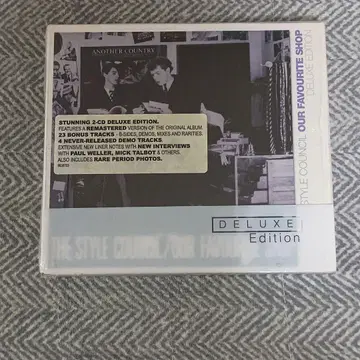 ANOTHER COUNTRY
STUNNING 2-CD DELUXE EDITION.
FEATURES A REMASTERED VERSION OF THE ORIGINAL ALBUM.
23 BONUS TRACKS - B-SIDES, DEMOS, MIXES AND RARITIES.
4 NEVER-RELEASED DEMO TRACKS.
EXTENSIVE NEW LINER NOTES WITH NEW INTERVIEWS
WITH PAUL WELLER, MICK TALBOT & OTHERS.
ALSO INCLUDES RARE PERIOD PHOTOS.
STYLE COUNCIL OUR FAVOURITE SHOP
DELUXE EDITION
DELUXE
Edition
THE STYLE COUNCIL/OUR FAVOURITE